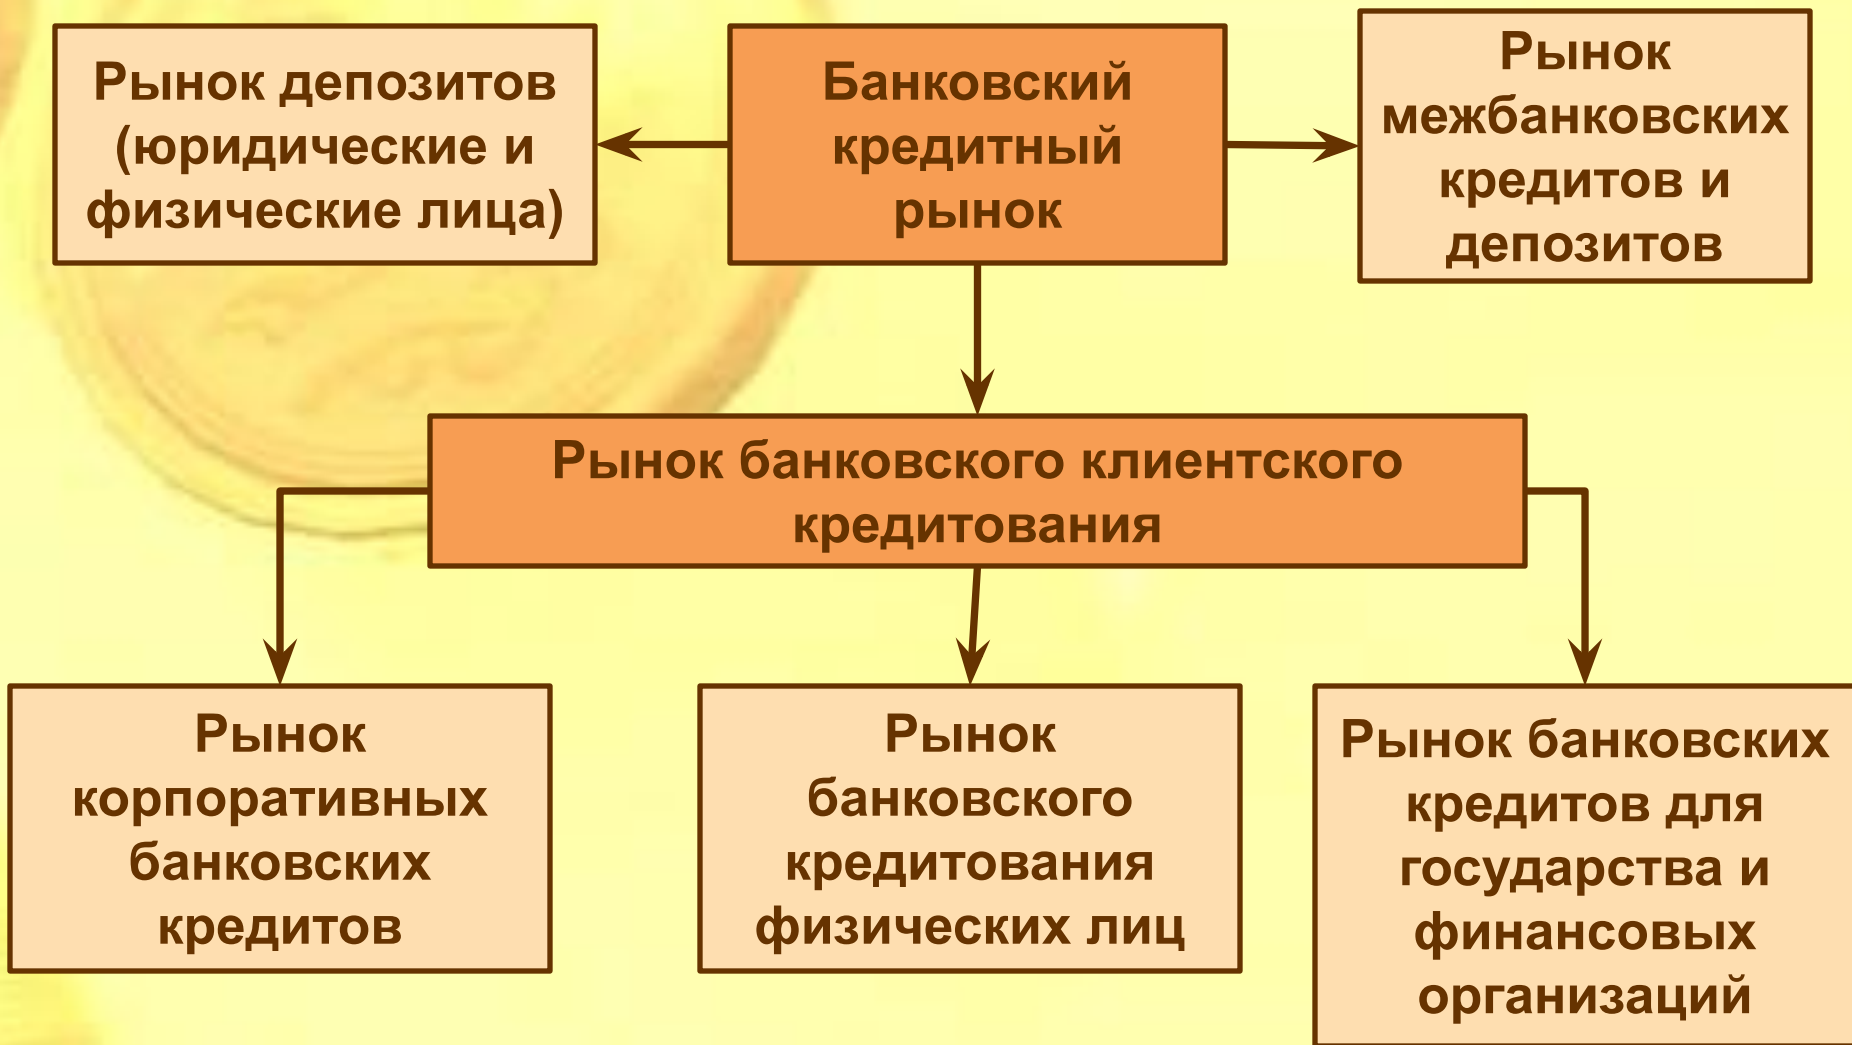 Рынок депозитов
(юридические и
физические лица)
Банковский
кредитный
рынок
Рынок
межбанковских
кредитов и
депозитов
Рынок банковского клиентского
кредитования
Рынок
корпоративных
банковских
кредитов
Рынок
банковского
кредитования
физических лиц
Рынок банковских
кредитов для
государства и
финансовых
организаций